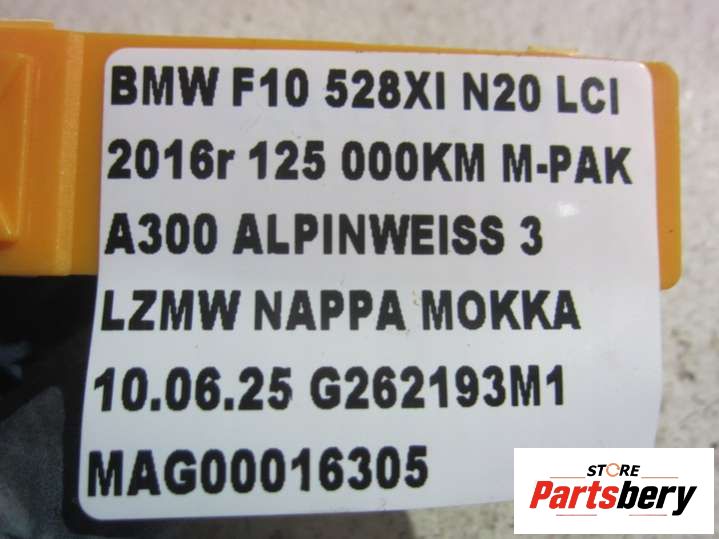 BMW F10 528XI N20 LCI
2016r 125 000KM M-PAK
A300 ALPINWEISS 3
LZMW NAPPA MOKKA
10.06.25 G262193M1
MAG00016305
STORE
Partsbery